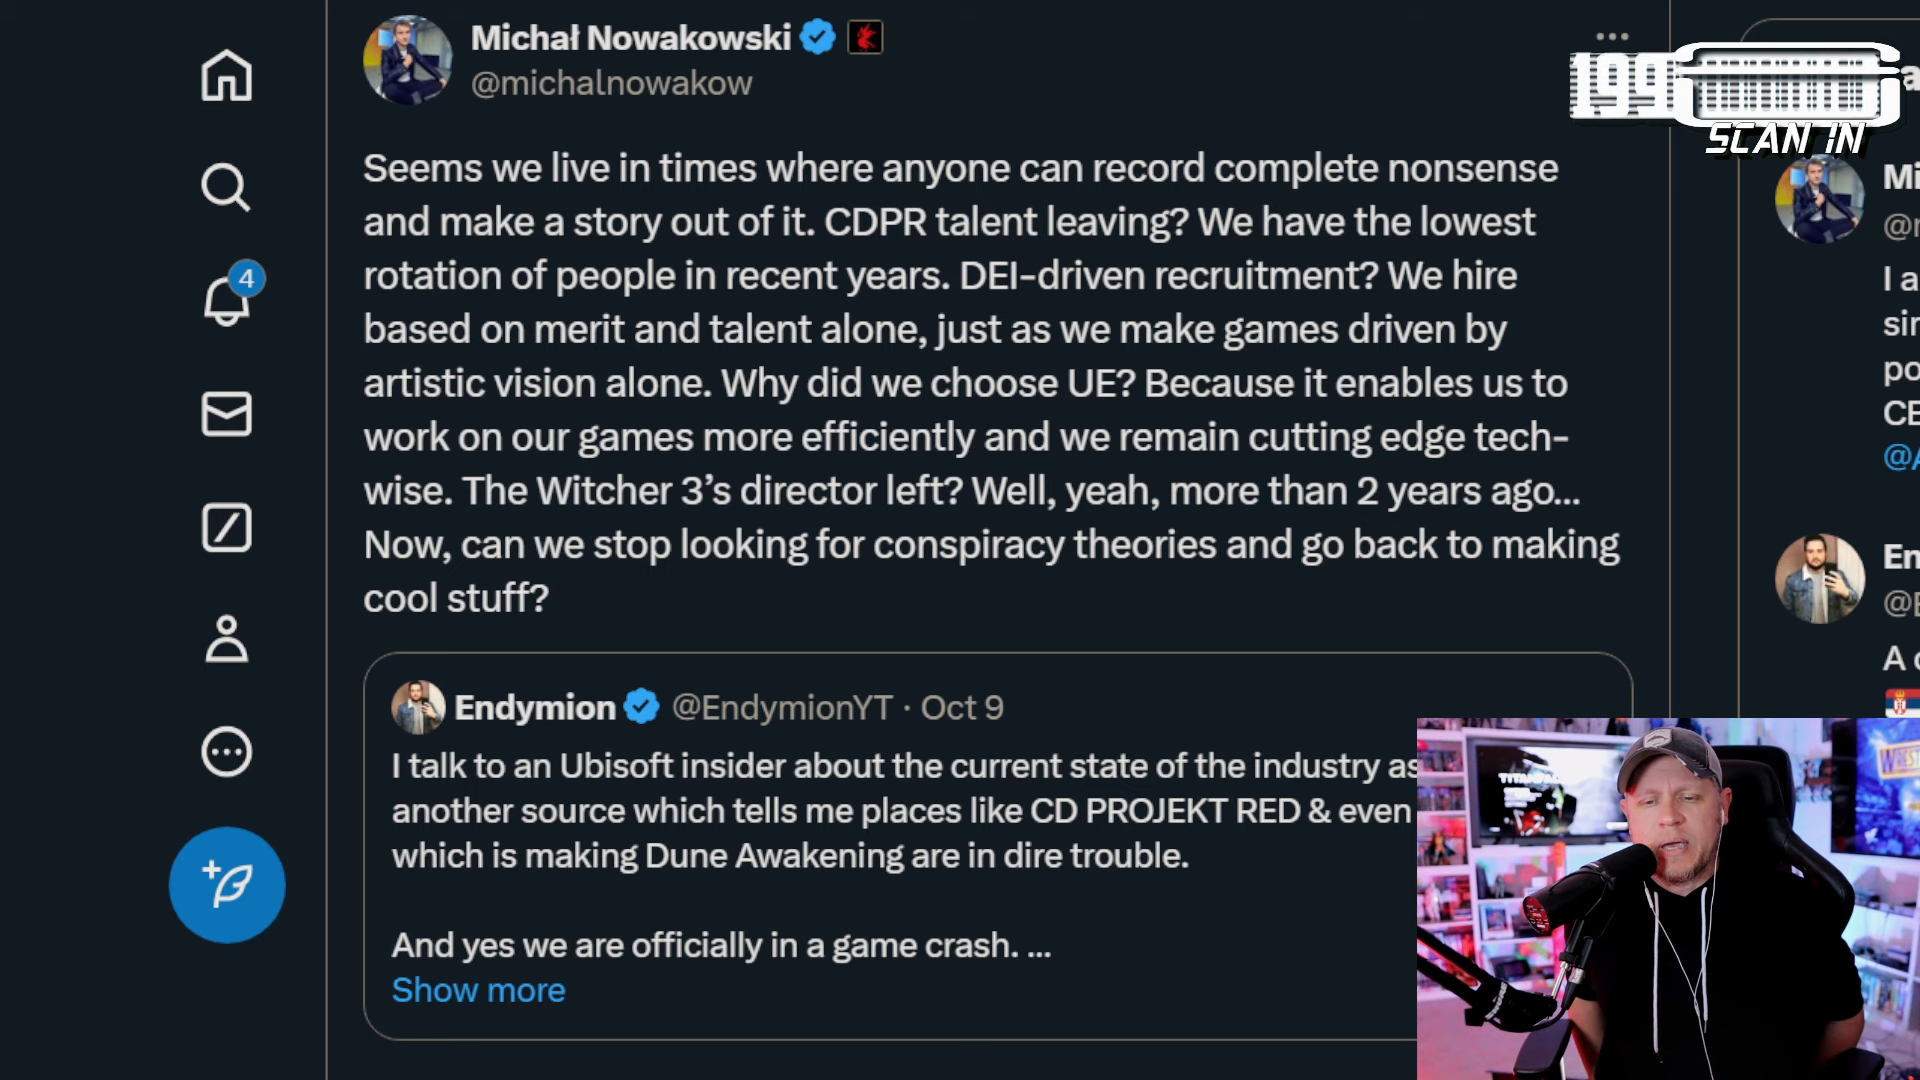 Michał Nowakowski
@michalnowakow
Seems we live in times where anyone can record complete nonsense
and make a story out of it. CDPR talent leaving? We have the lowest
rotation of people in recent years. DEI-driven recruitment? We hire
based on merit and talent alone, just as we make games driven by
artistic vision alone. Why did we choose UE? Because it enables us to
work on our games more efficiently and we remain cutting edge tech-
wise. The Witcher 3’s director left? Well, yeah, more than 2 years ago...
Now, can we stop looking for conspiracy theories and go back to making
cool stuff?
Endymion @EndymionYT · Oct 9
I talk to an Ubisoft insider about the current state of the industry as
another source which tells me places like CD PROJEKT RED & even
which is making Dune Awakening are in dire trouble.
And yes we are officially in a game crash. ...
Show more
4
199
SCAN IN
Mi
I a
sir
po
CE
@A
En
@E
A